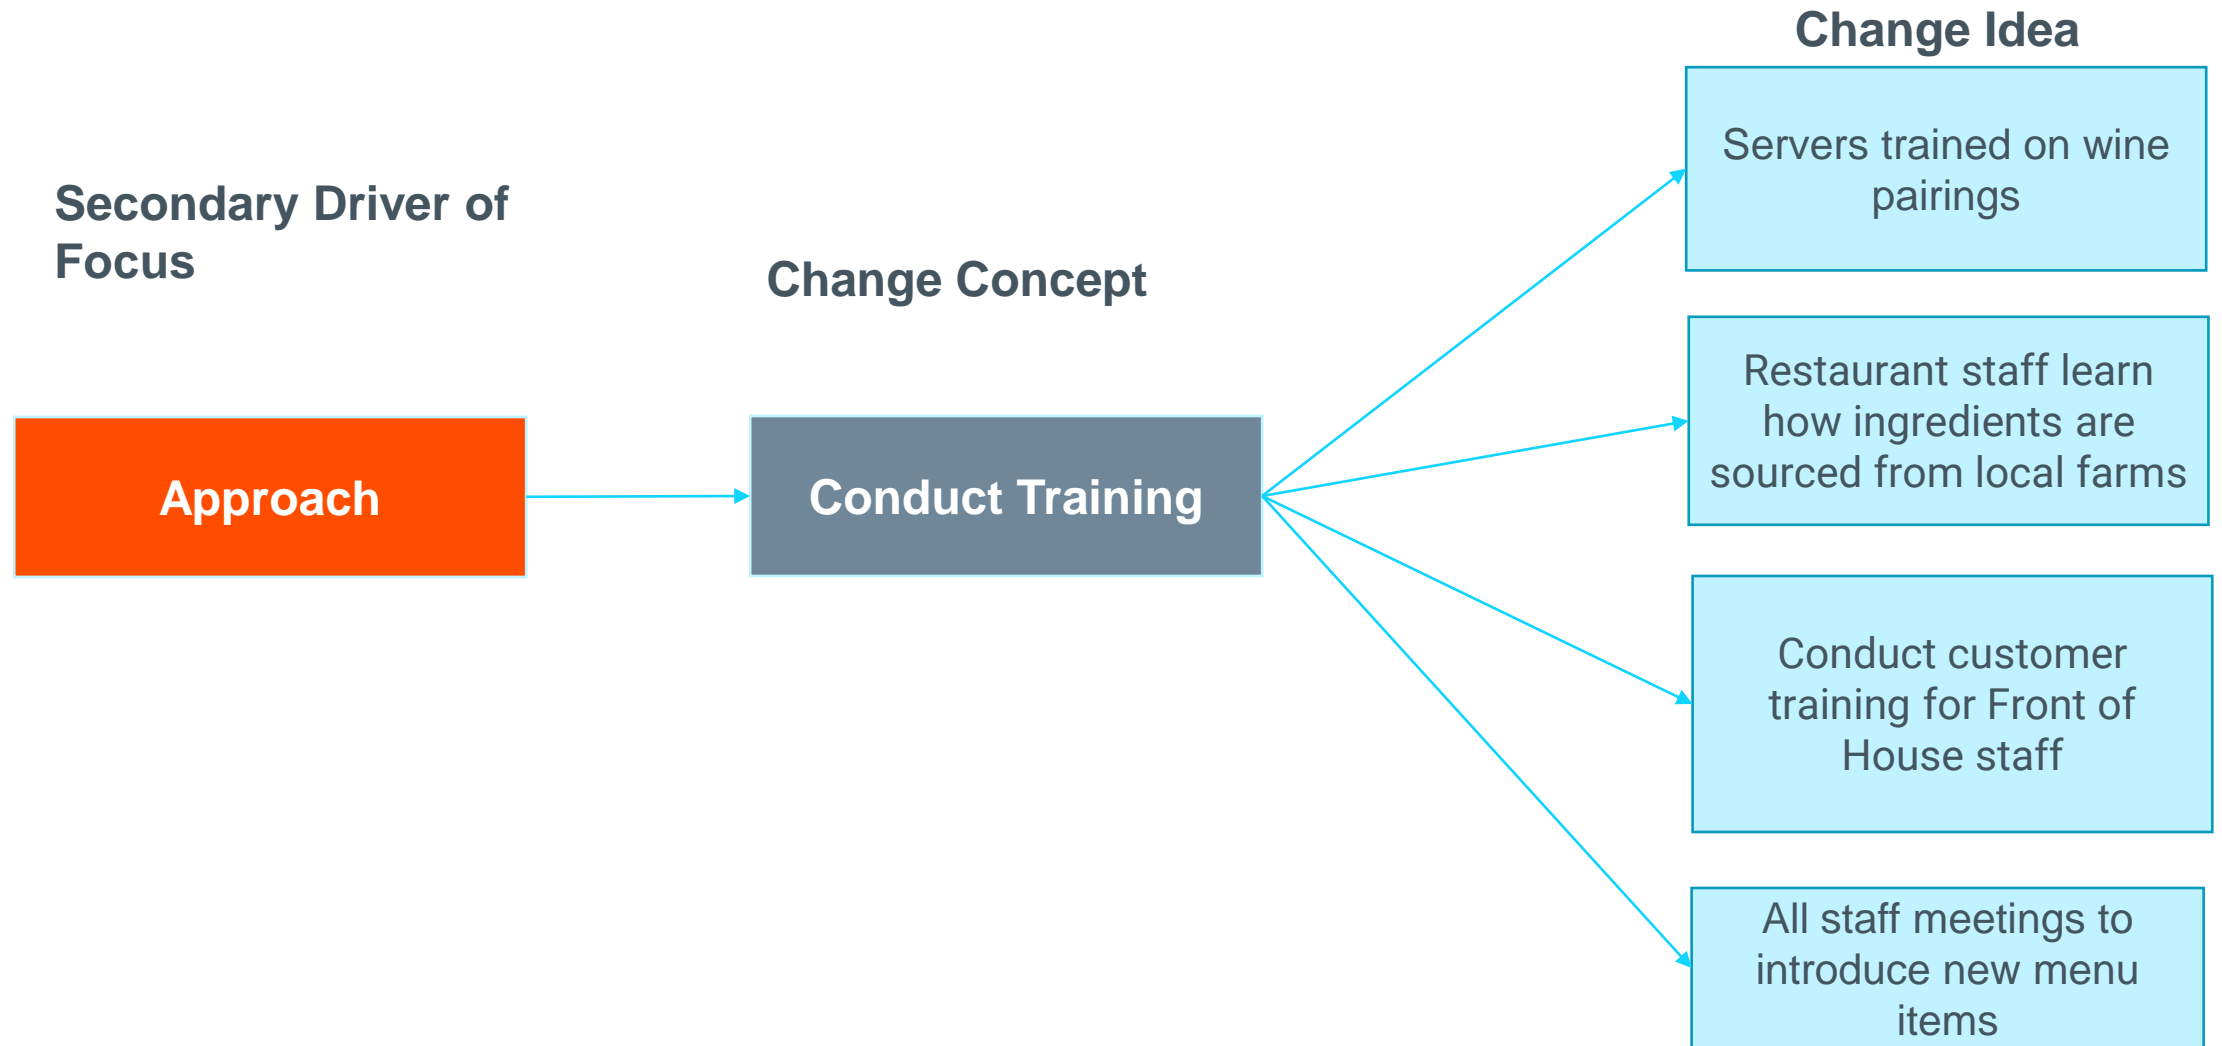 Secondary Driver of
Focus
Approach
Change Concept
Conduct Training
Change Idea
Servers trained on wine
pairings
Restaurant staff learn
how ingredients are
sourced from local farms
Conduct customer
training for Front of
House staff
All staff meetings to
introduce new menu
items